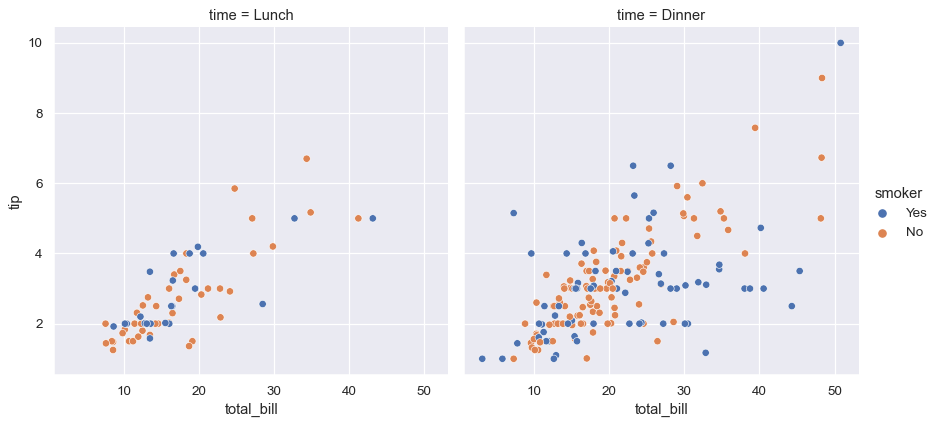 time = Lunch
time = Dinner
10
8
6
4
2
tip
10 20 30 40 50
10 20 30 40 50
total_bill
total_bill
smoker
Yes
No